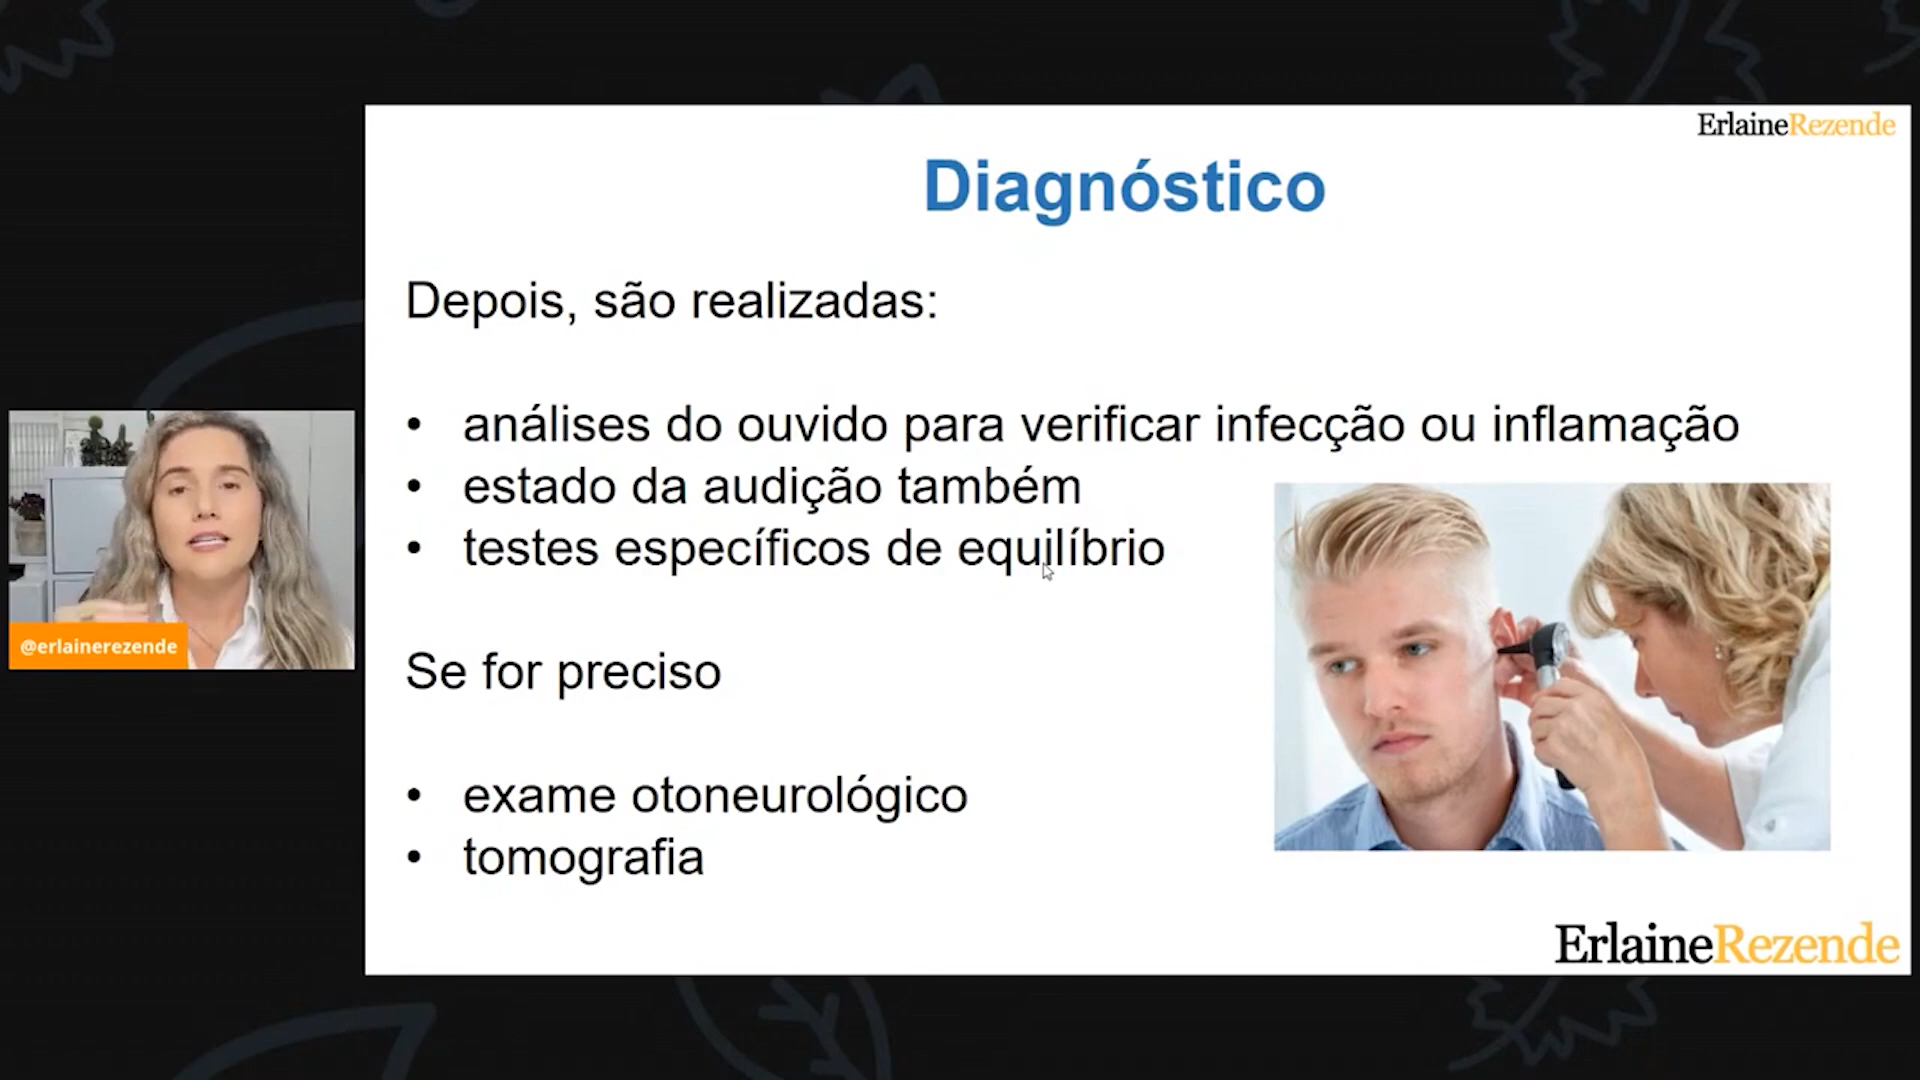 ErlaineRezende
Diagnóstico
Depois, são realizadas:
• análises do ouvido para verificar infecção ou inflamação
• estado da audição também
• testes específicos de equilíbrio
Se for preciso
• exame otoneurológico
• tomografia
@erlainerezende
ErlaineRezende